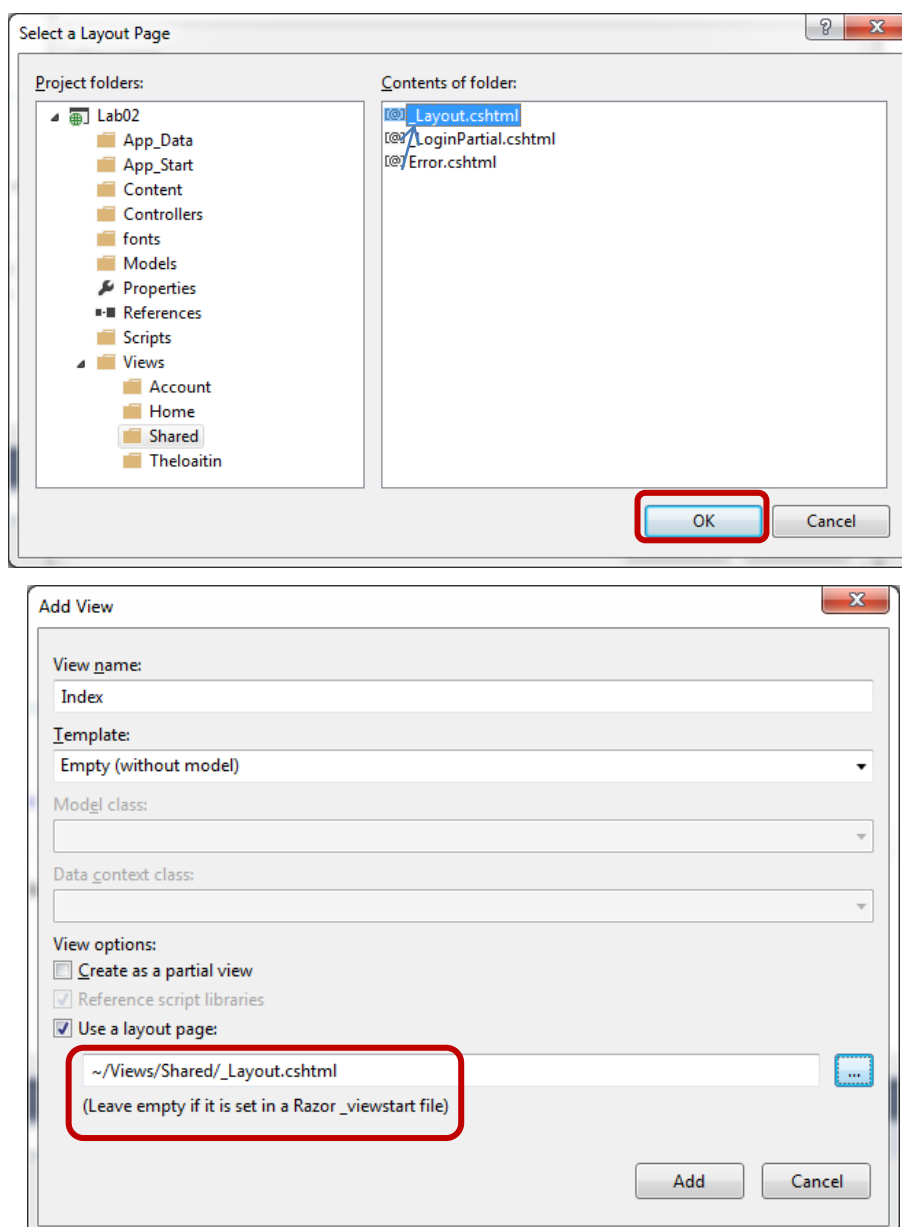 Select a Layout Page
Project folders:
Contents of folder:
Lab02
App_Data
App_Start
Content
Controllers
fonts
Models
Properties
References
Scripts
Views
Account
Home
Shared
Theloaitin
_Layout.cshtml
_LoginPartial.cshtml
Error.cshtml
OK
Cancel
Add View
View name:
Index
Template:
Empty (without model)
Model class:
Data context class:
View options:
Create as a partial view
Reference script libraries
Use a layout page:
~/Views/Shared/_Layout.cshtml
...
(Leave empty if it is set in a Razor _viewstart file)
Add
Cancel